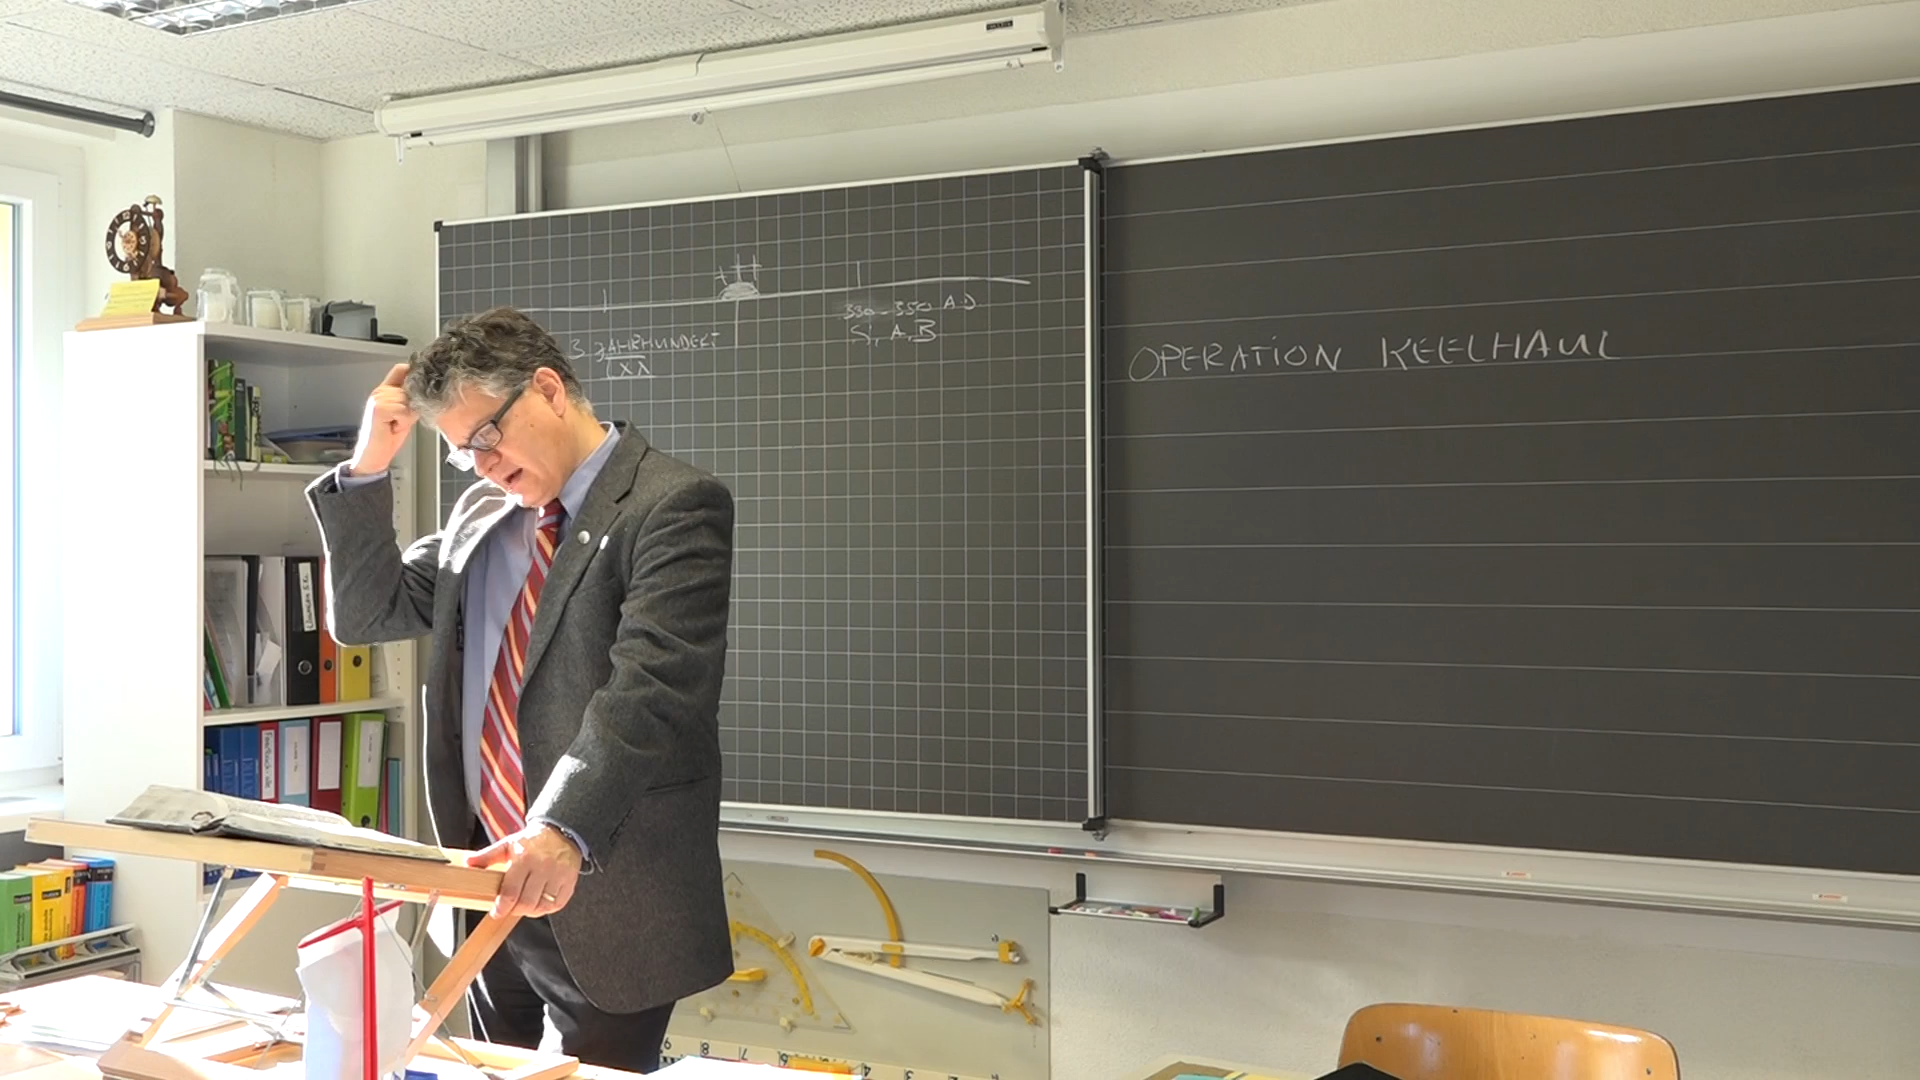 3. JAHRHUNDERT
LXX
330-350 A.D.
S, A, B
OPERATION KEELHAUL